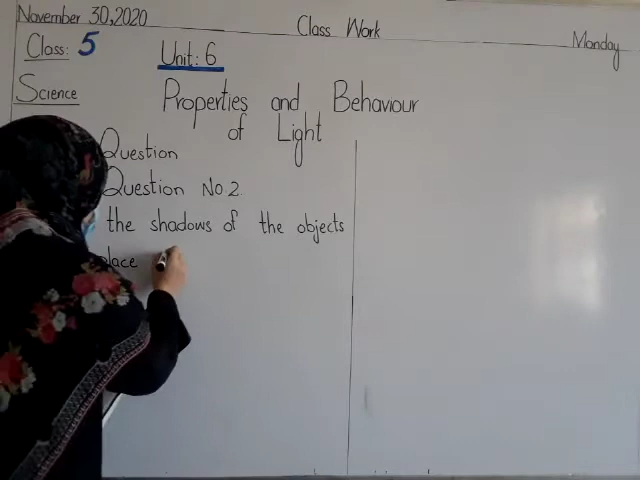 November 30,2020 Class Work Monday
Class: 5 Unit: 6
Science Properties and Behaviour
of Light
Question
Question No.2
the shadows of the objects
place